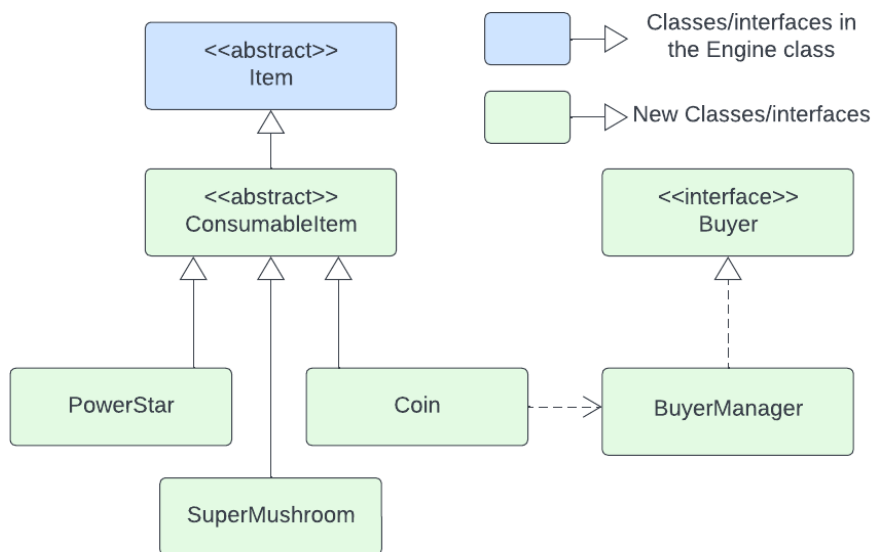 <<abstract>>
Item
Classes/interfaces in
the Engine class
New Classes/interfaces
<<abstract>>
ConsumableItem
<<interface>>
Buyer
PowerStar
Coin
BuyerManager
SuperMushroom